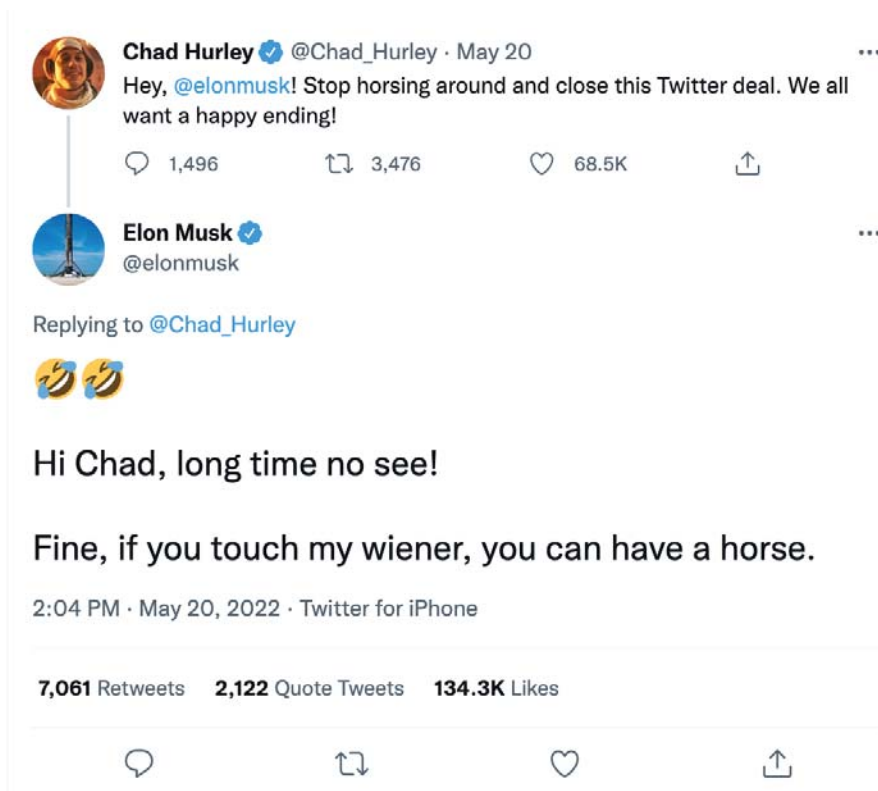 Chad Hurley @Chad_Hurley · May 20
Hey, @elonmusk! Stop horsing around and close this Twitter deal. We all
want a happy ending!
1,496 3,476 68.5K
Elon Musk
@elonmusk
Replying to @Chad_Hurley
🤣🤣
Hi Chad, long time no see!
Fine, if you touch my wiener, you can have a horse.
2:04 PM · May 20, 2022 · Twitter for iPhone
7,061 Retweets 2,122 Quote Tweets 134.3K Likes